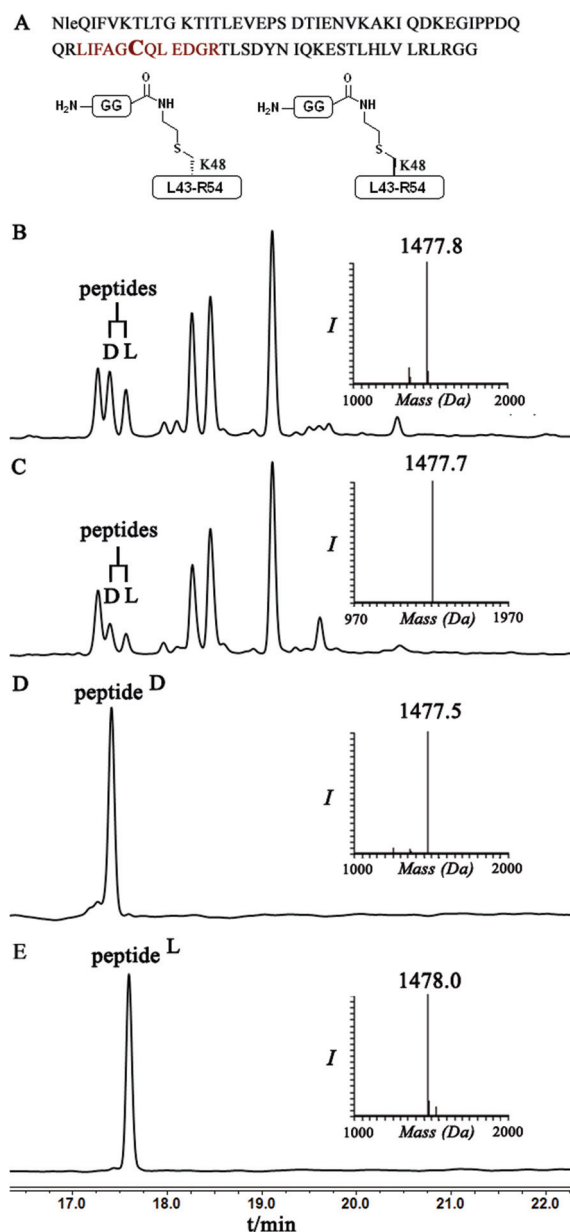 A NleQIFVKTLTG KTITLEVEPS DTIENVKAKI QDKEGIPPDQ
QRLIFAGCQL EDGRTLSDYN IQKESTLHLV LRLRGG
O O
H₂N GG NH H₂N GG NH
S S
K48 K48
L43-R54 L43-R54
B
1477.8
peptides
D L
I
1000 Mass (Da) 2000
C
1477.7
peptides
D L
I
970 Mass (Da) 1970
D
peptide D
1477.5
I
1000 Mass (Da) 2000
E
peptide L
1478.0
I
1000 Mass (Da) 2000
17.0 18.0 19.0 20.0 21.0 22.0
t/min